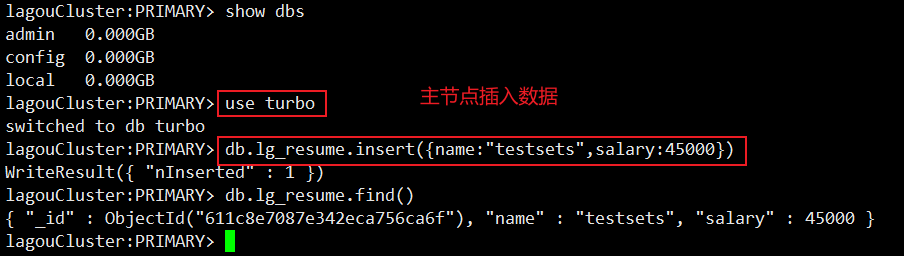 lagouCluster:PRIMARY> show dbs
admin   0.000GB
config  0.000GB
local   0.000GB
lagouCluster:PRIMARY> use turbo
主节点插入数据
switched to db turbo
lagouCluster:PRIMARY> db.lg_resume.insert({name:"testsets",salary:45000})
WriteResult({ "nInserted" : 1 })
lagouCluster:PRIMARY> db.lg_resume.find()
{ "_id" : ObjectId("611c8e7087e342eca756ca6f"), "name" : "testsets", "salary" : 45000 }
lagouCluster:PRIMARY>